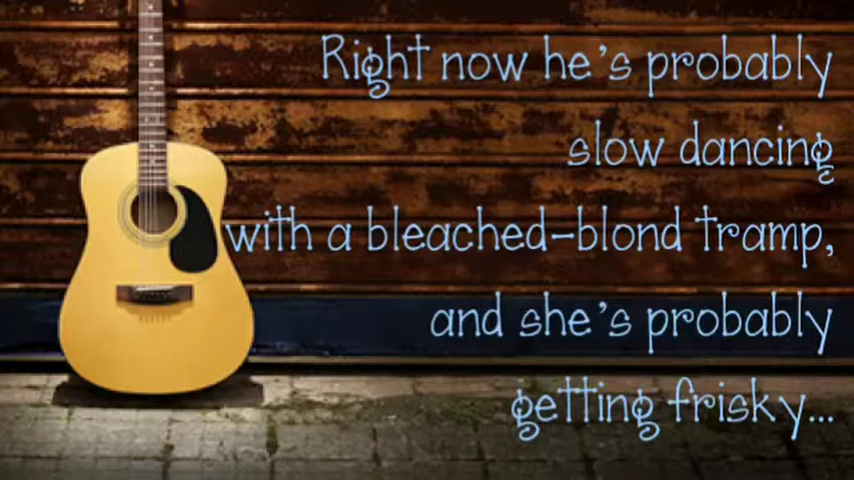 Right now he's probably
slow dancing
with a bleached-blond tramp,
and she's probably
getting frisky...